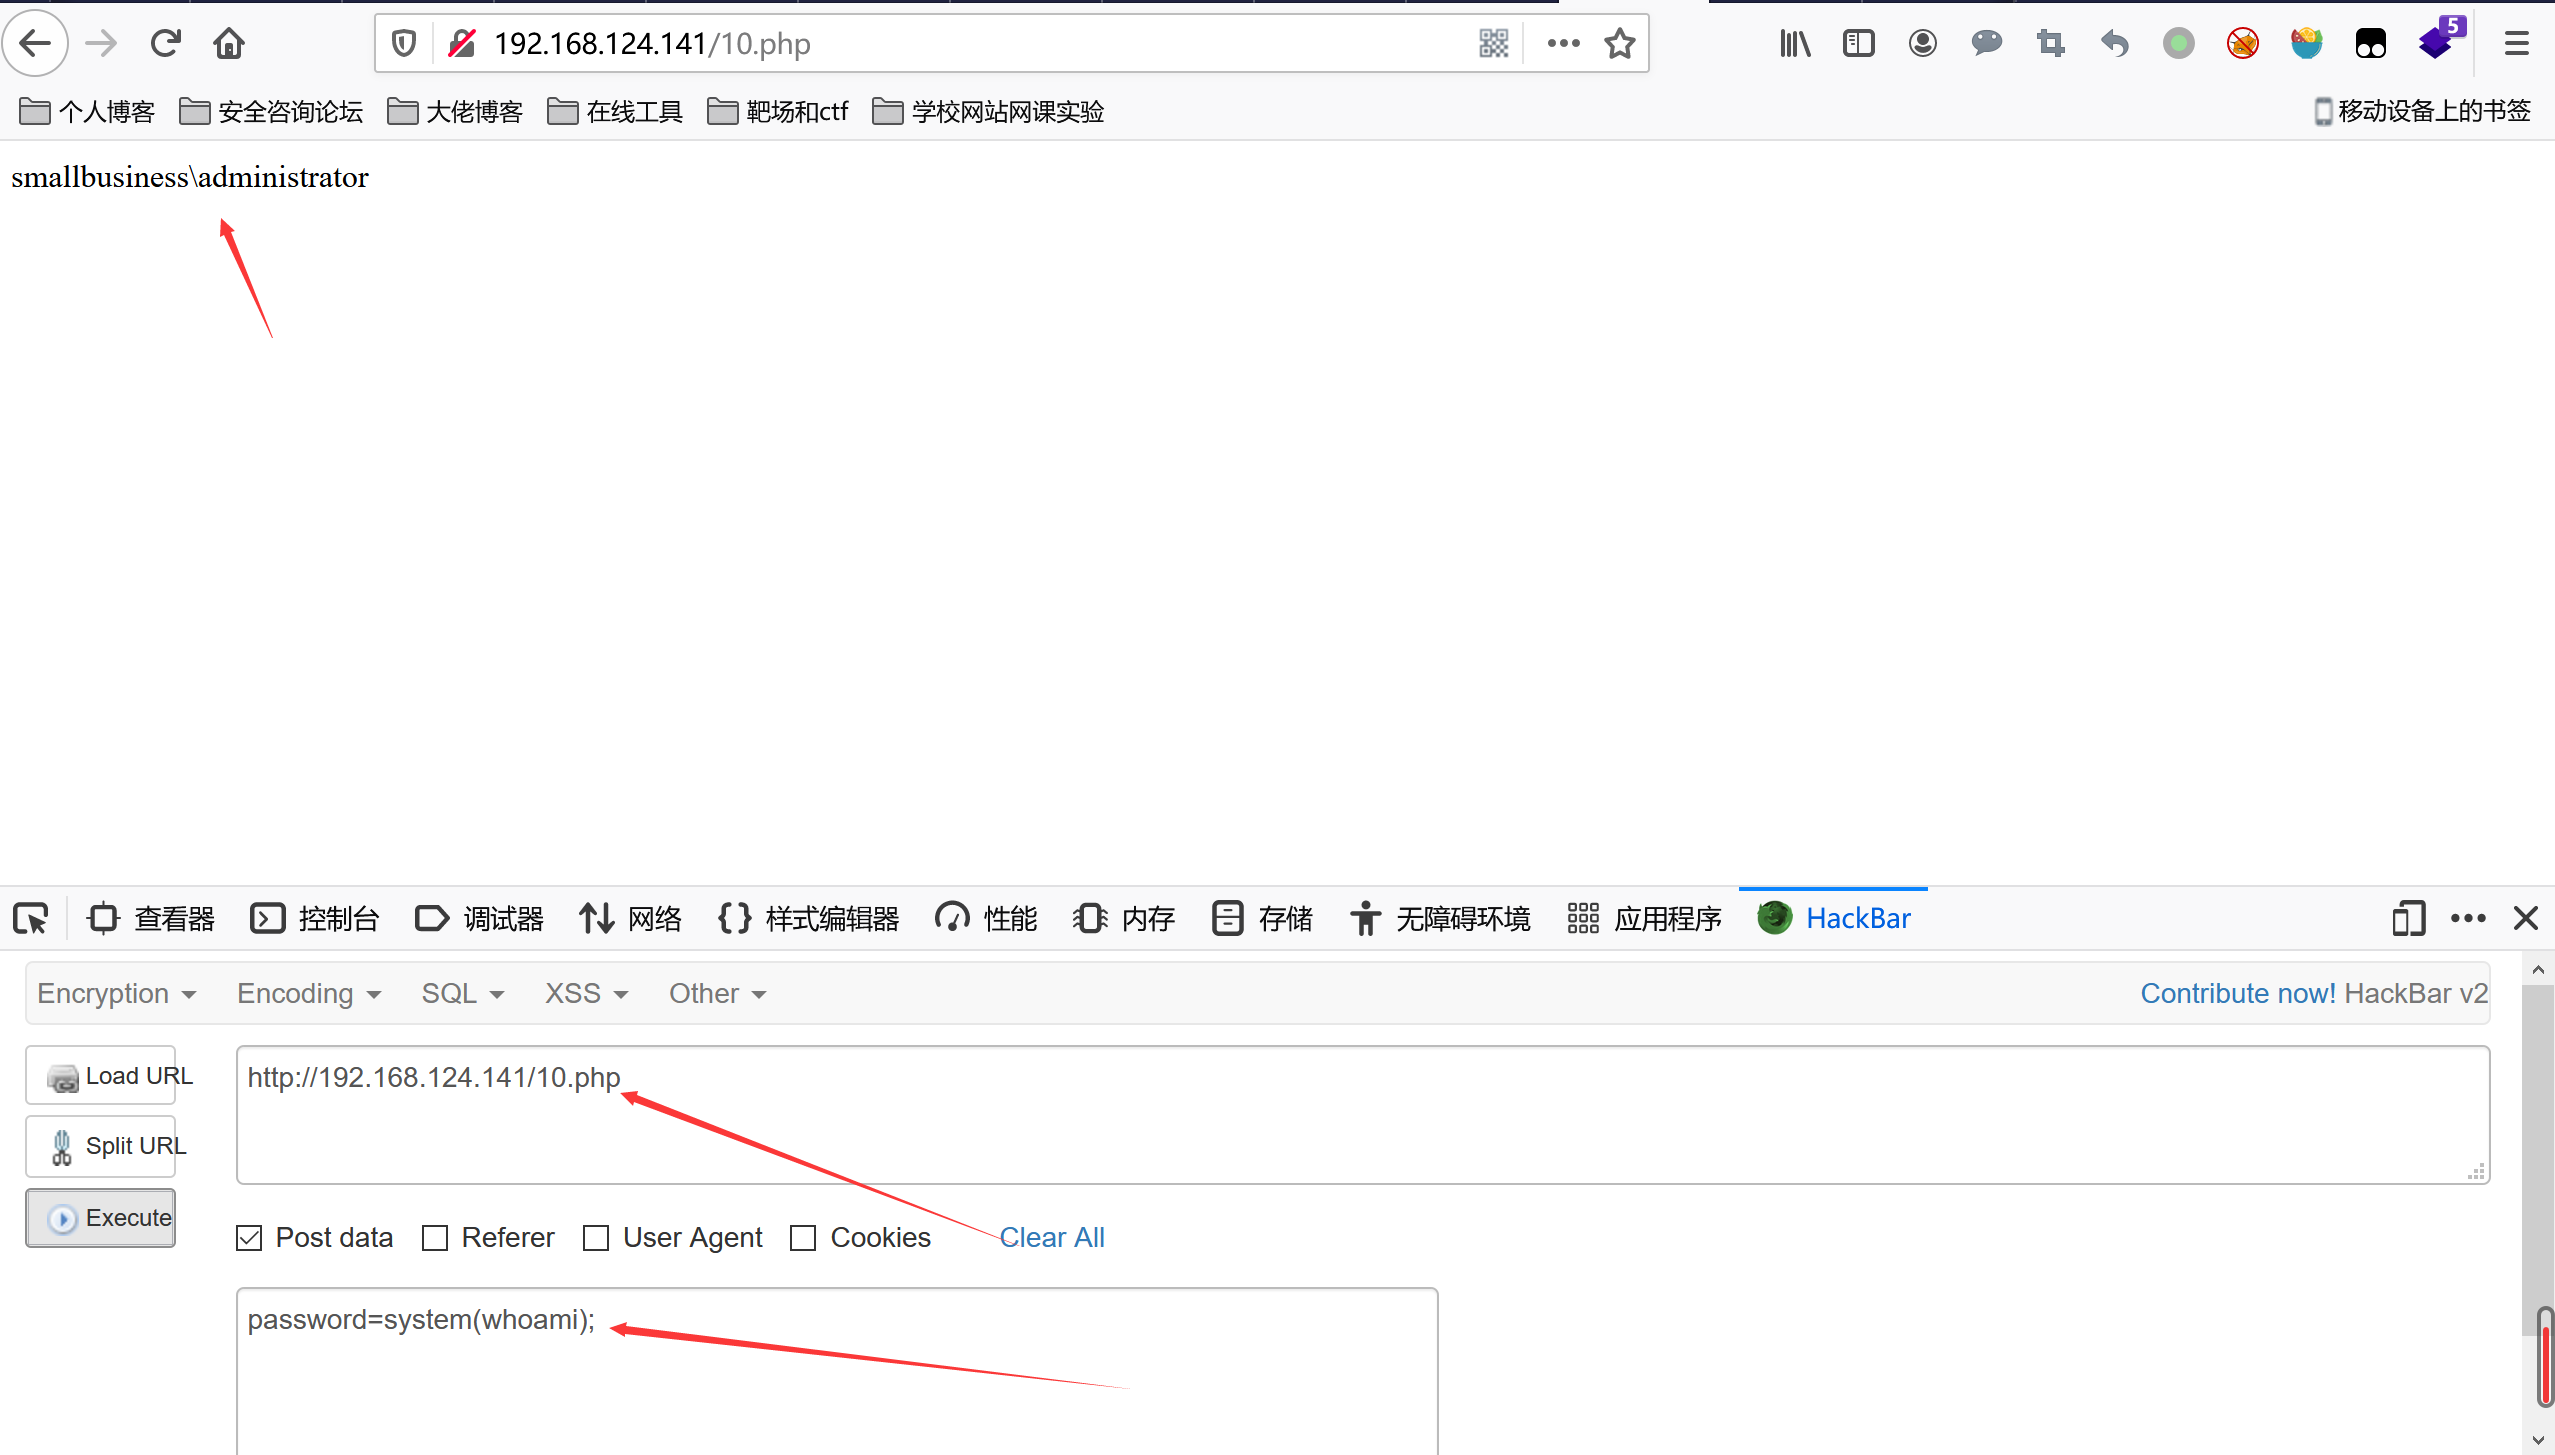 192.168.124.141/10.php
5
个人博客 安全咨询论坛 大佬博客 在线工具 靶场和ctf 学校网站网课实验 移动设备上的书签
smallbusiness\administrator
查看器 控制台 调试器 网络 样式编辑器 性能 内存 存储 无障碍环境 应用程序 HackBar
Encryption Encoding SQL XSS Other Contribute now! HackBar v2
Load URL http://192.168.124.141/10.php
Split URL
Execute
Post data Referer User Agent Cookies Clear All
password=system(whoami);